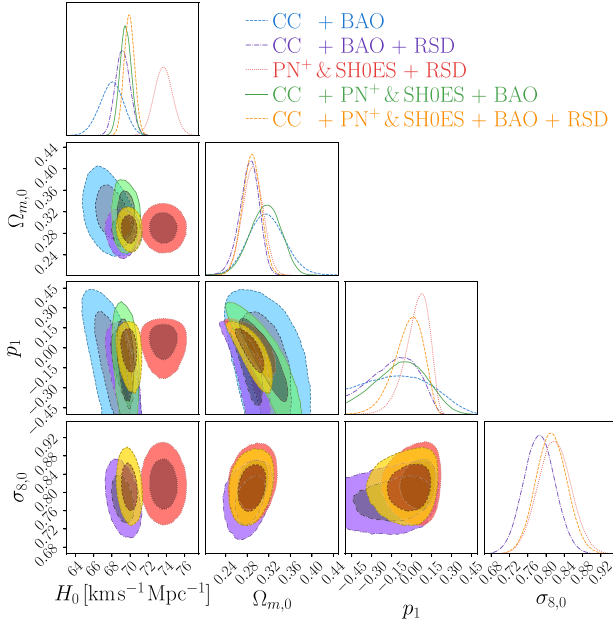 CC + BAO
CC + BAO + RSD
PN⁺ & SH0ES + RSD
CC + PN⁺ & SH0ES + BAO
CC + PN⁺ & SH0ES + BAO + RSD
Ω_{m,0}
0.44
0.40
0.36
0.32
0.28
0.24
p₁
0.45
0.30
0.15
0.00
−0.15
−0.30
−0.45
σ_{8,0}
0.92
0.88
0.84
0.80
0.76
0.72
0.68
64 66 68 70 72 74 76
0.24 0.28 0.32 0.36 0.40 0.44
−0.45 −0.30 −0.15 −0.00 0.15 0.30 0.45
0.68 0.72 0.76 0.80 0.84 0.88 0.92
H₀ [km s⁻¹ Mpc⁻¹]
Ω_{m,0}
p₁
σ_{8,0}